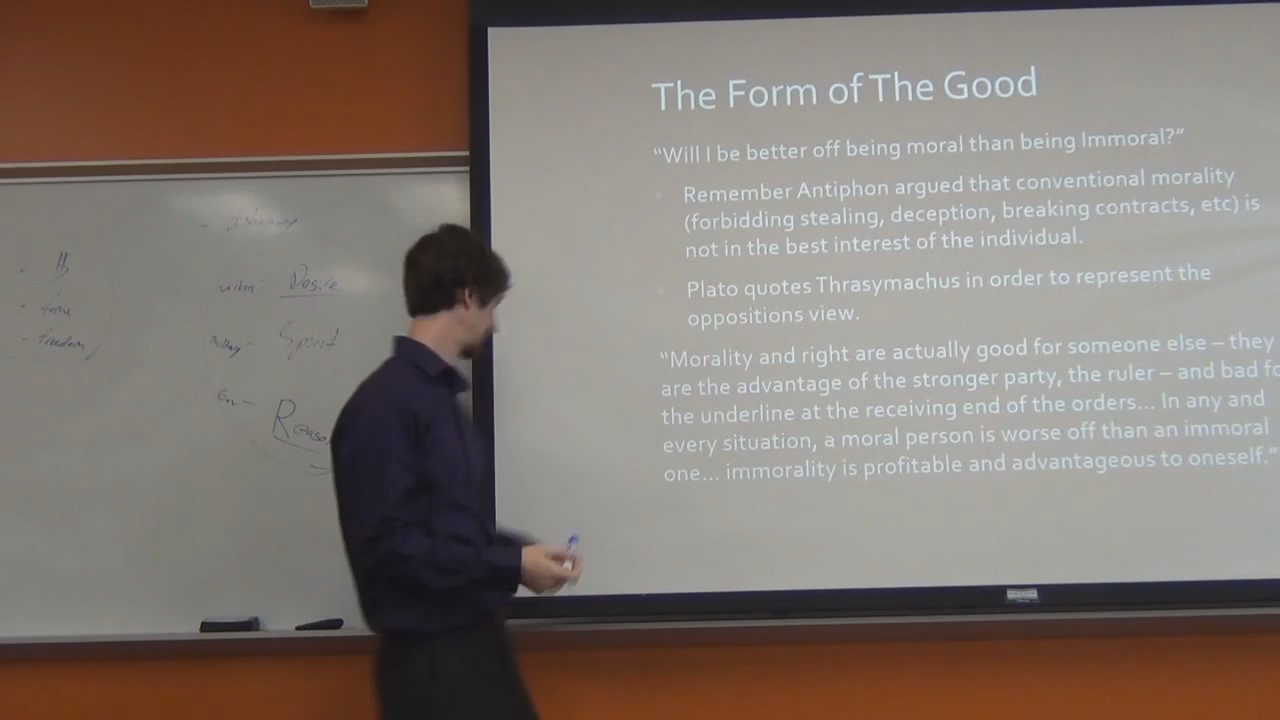 time
freedom
Desire
Spirit
Reason
The Form of The Good
“Will I be better off being moral than being Immoral?”
Remember Antiphon argued that conventional morality
(forbidding stealing, deception, breaking contracts, etc) is
not in the best interest of the individual.
Plato quotes Thrasymachus in order to represent the
oppositions view.
“Morality and right are actually good for someone else – they
are the advantage of the stronger party, the ruler – and bad fo
the underline at the receiving end of the orders... In any and
every situation, a moral person is worse off than an immoral
one... immorality is profitable and advantageous to oneself.”